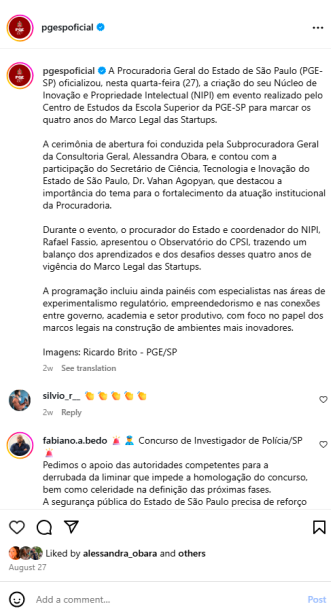 pgespoficial
pgespoficial A Procuradoria Geral do Estado de São Paulo (PGE-
SP) oficializou, nesta quarta-feira (27), a criação do seu Núcleo de
Inovação e Propriedade Intelectual (NIPI) em evento realizado pelo
Centro de Estudos da Escola Superior da PGE-SP para marcar os
quatro anos do Marco Legal das Startups.
A cerimônia de abertura foi conduzida pela Subprocuradora Geral
da Consultoria Geral, Alessandra Obara, e contou com a
participação do Secretário de Ciência, Tecnologia e Inovação do
Estado de São Paulo, Dr. Vahan Agopyan, que destacou a
importância do tema para o fortalecimento da atuação institucional
da Procuradoria.
Durante o evento, o procurador do Estado e coordenador do NIPI,
Rafael Fassio, apresentou o Observatório do CPSI, trazendo um
balanço dos aprendizados e dos desafios desses quatro anos de
vigência do Marco Legal das Startups.
A programação incluiu ainda painéis com especialistas nas áreas de
experimentalismo regulatório, empreendedorismo e nas conexões
entre governo, academia e setor produtivo, com foco no papel dos
marcos legais na construção de ambientes mais inovadores.
Imagens: Ricardo Brito - PGE/SP
2w See translation
silvio_r__ 👏👏👏👏👏
2w Reply
fabiano.a.bedo 🚨👮‍♂️ Concurso de Investigador de Polícia/SP
🚨
Pedimos o apoio das autoridades competentes para a
derrubada da liminar que impede a homologação do concurso,
bem como celeridade na definição das próximas fases.
A segurança pública do Estado de São Paulo precisa de reforço
Liked by alessandra_obara and others
August 27
Add a comment...
Post